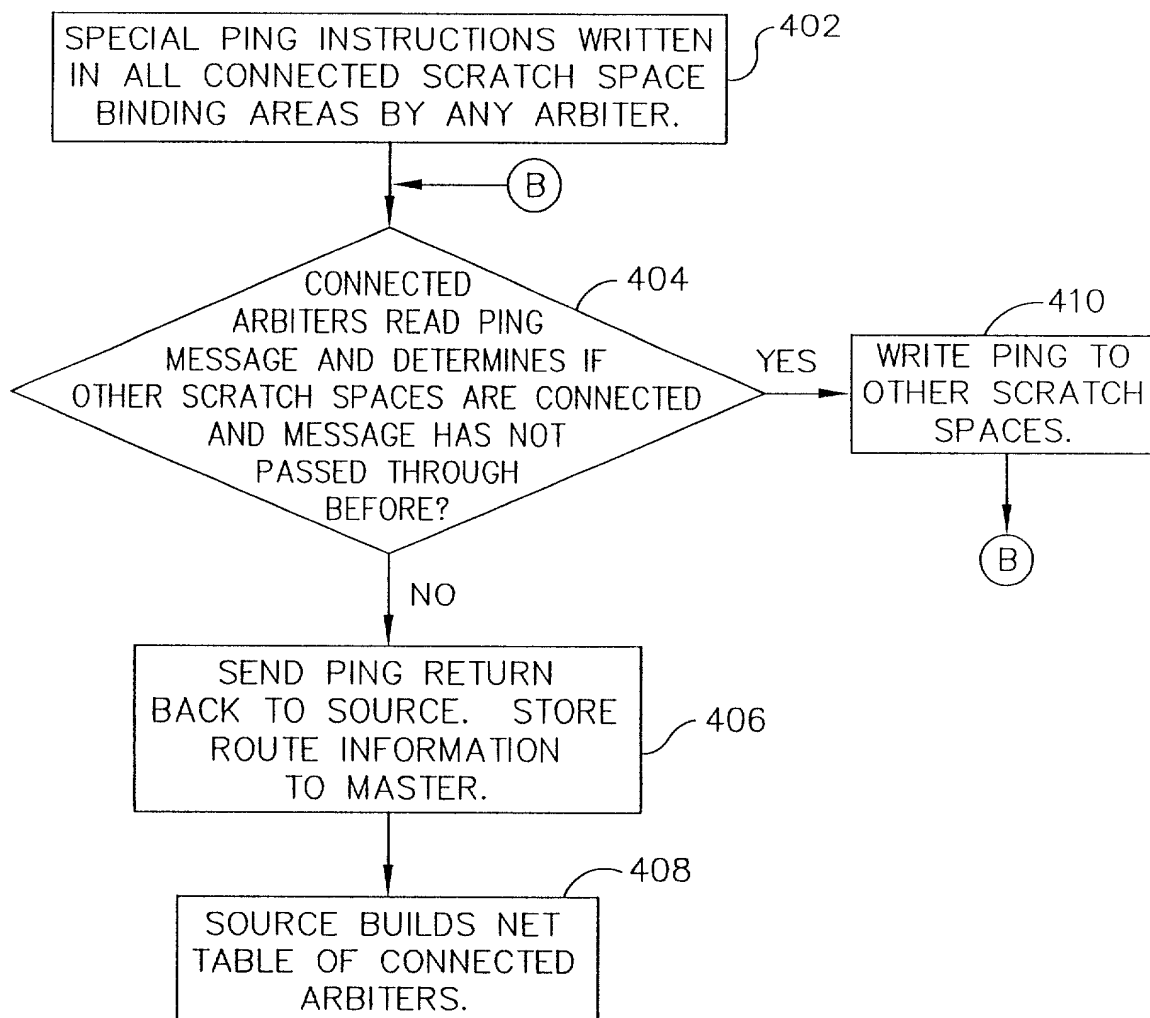 SPECIAL PING INSTRUCTIONS WRITTEN
IN ALL CONNECTED SCRATCH SPACE
BINDING AREAS BY ANY ARBITER.
402
B
CONNECTED
ARBITERS READ PING
MESSAGE AND DETERMINES IF
OTHER SCRATCH SPACES ARE CONNECTED
AND MESSAGE HAS NOT
PASSED THROUGH
BEFORE?
404
YES
410
WRITE PING TO
OTHER SCRATCH
SPACES.
B
NO
SEND PING RETURN
BACK TO SOURCE. STORE
ROUTE INFORMATION
TO MASTER.
406
408
SOURCE BUILDS NET
TABLE OF CONNECTED
ARBITERS.